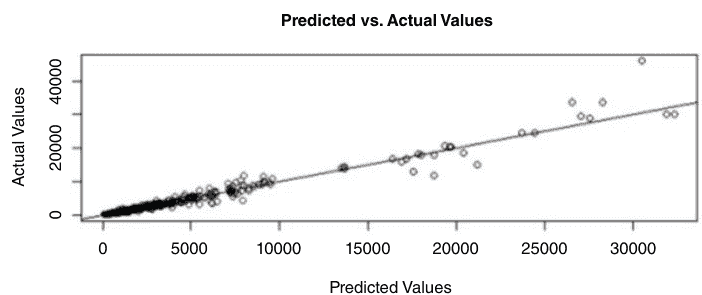 Predicted vs. Actual Values
Actual Values
40000
20000
0
0 5000 10000 15000 20000 25000 30000
Predicted Values